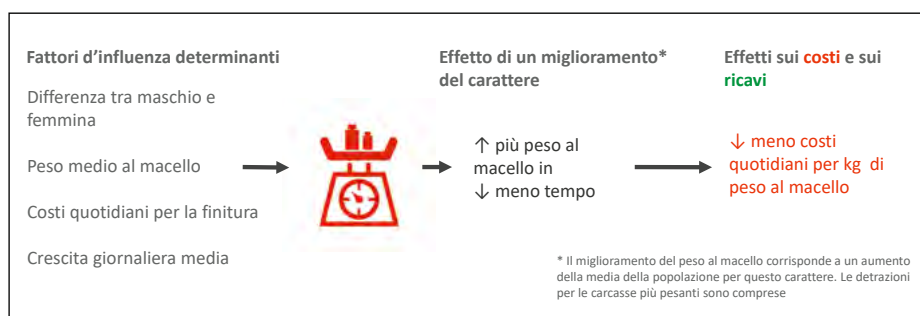 Fattori d’influenza determinanti
Differenza tra maschio e
femmina
Peso medio al macello
Costi quotidiani per la finitura
Crescita giornaliera media
Effetto di un miglioramento*
del carattere
↑ più peso al
macello in
↓ meno tempo
Effetti sui costi e sui
ricavi
↓ meno costi
quotidiani per kg di
peso al macello
* Il miglioramento del peso al macello corrisponde a un aumento
della media della popolazione per questo carattere. Le detrazioni
per le carcasse più pesanti sono comprese